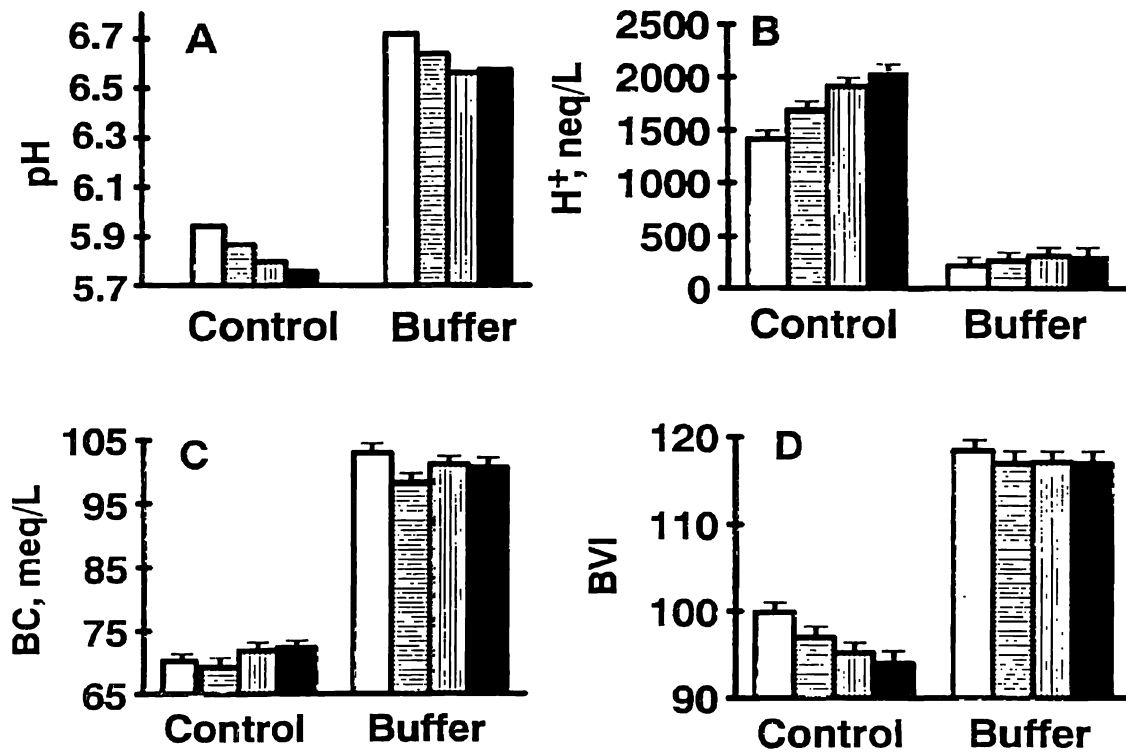 A
pH
6.7
6.5
6.3
6.1
5.9
5.7
Control Buffer
B
H+, neq/L
2500
2000
1500
1000
500
0
Control Buffer
C
BC, meq/L
105
95
85
75
65
Control Buffer
D
BVI
120
110
100
90
Control Buffer